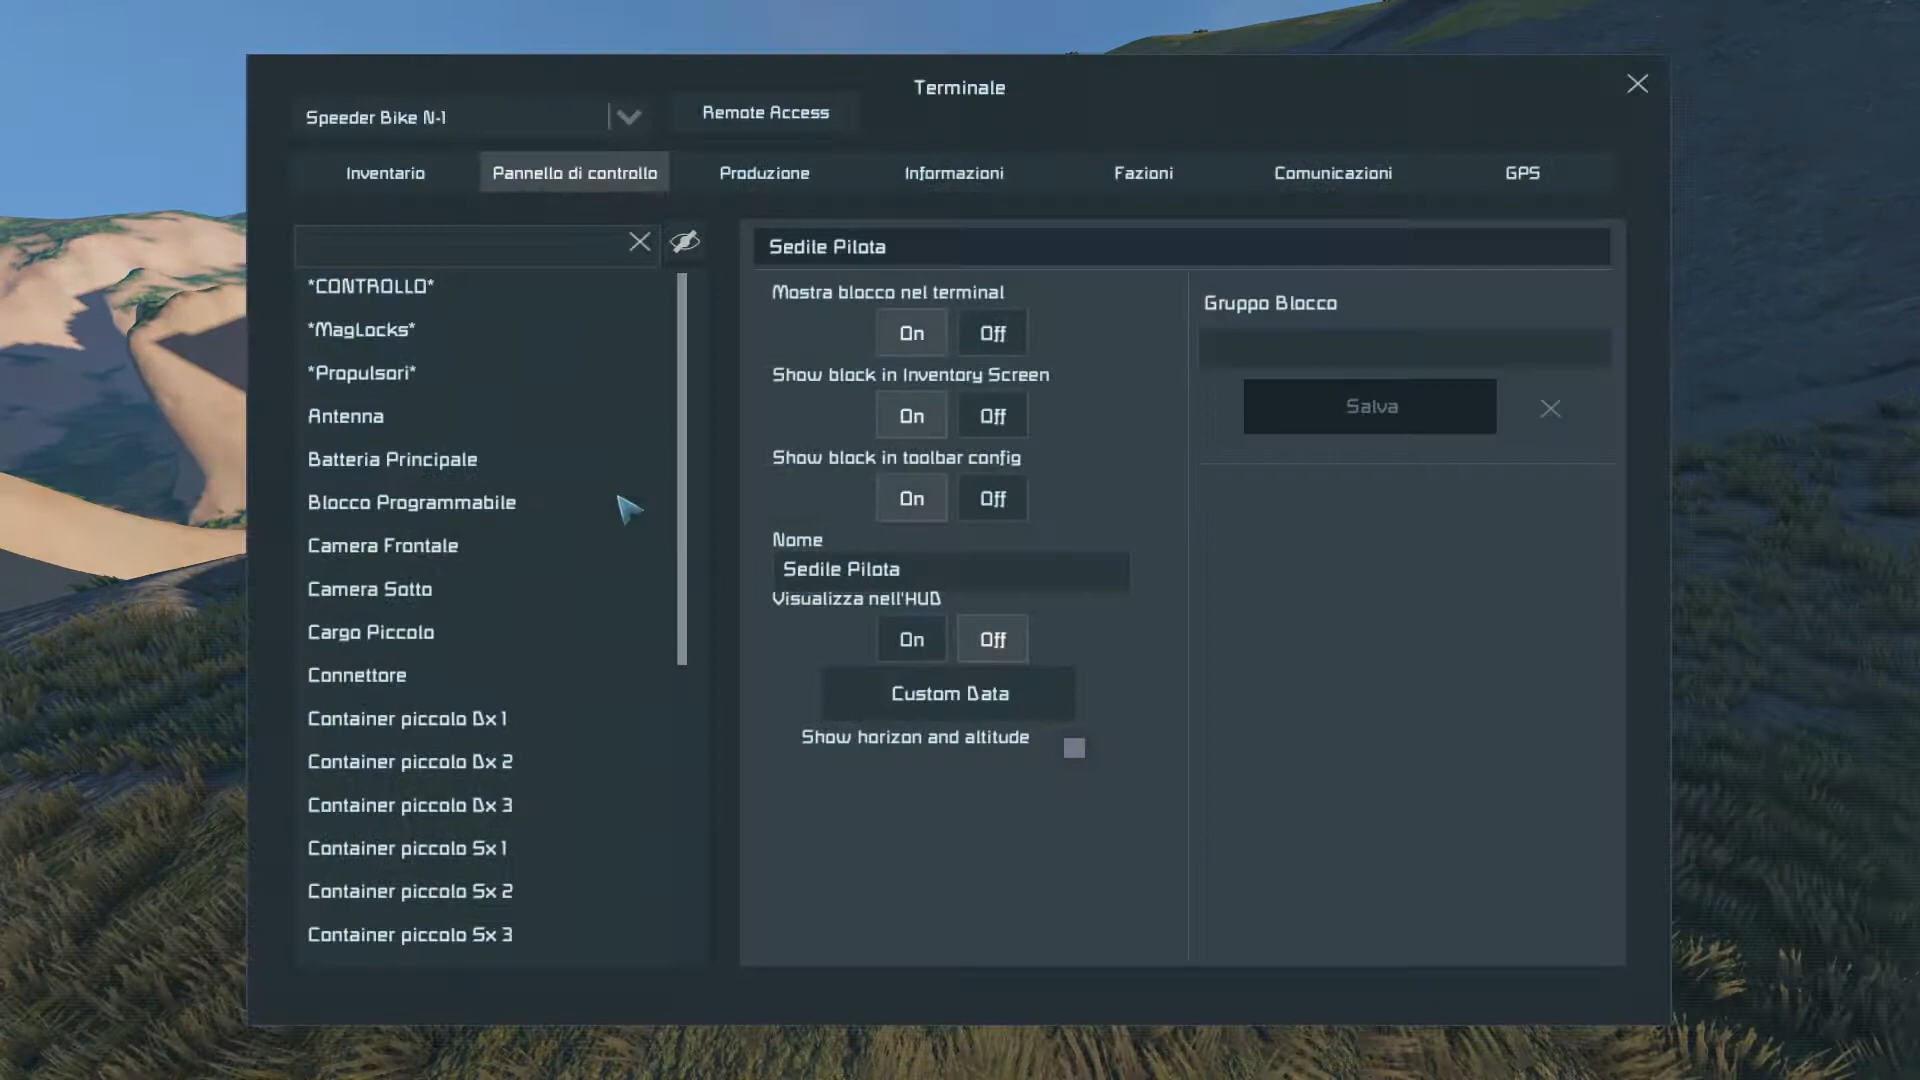 Terminale
Speeder Bike N-1
Remote Access
Inventario
Pannello di controllo
Produzione
Informazioni
Fazioni
Comunicazioni
GPS
*CONTROLLO*
*MagLocks*
*Propulsori*
Antenna
Batteria Principale
Blocco Programmabile
Camera Frontale
Camera Sotto
Cargo Piccolo
Connettore
Container piccolo Dx 1
Container piccolo Dx 2
Container piccolo Dx 3
Container piccolo Sx 1
Container piccolo Sx 2
Container piccolo Sx 3
Sedile Pilota
Mostra blocco nel terminal
On Off
Show block in Inventory Screen
On Off
Show block in toolbar config
On Off
Nome
Sedile Pilota
Visualizza nell'HUD
On Off
Custom Data
Show horizon and altitude
Gruppo Blocco
Salva